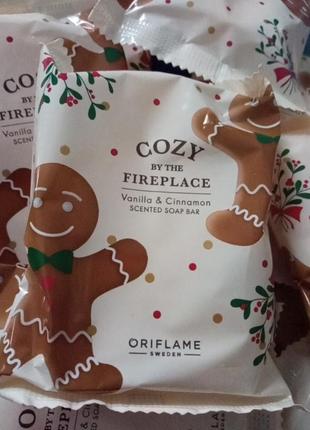 COZY
BY THE
FIREPLACE
Vanilla & Cinnamon
SCENTED SOAP BAR
ORIFLAME
SWEDEN